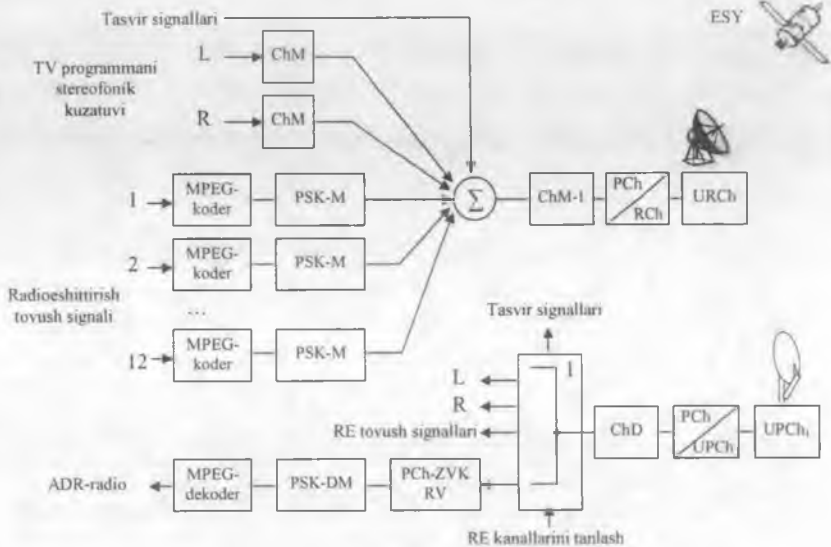 Tasvir signallari
ESY
TV programmani
stereofonik
kuzatuvi
L
ChM
R
ChM
1
MPEG-
koder
PSK-M
Σ
ChM-1
PCh
RCh
URCh
2
MPEG-
koder
PSK-M
Radioeshittirish
tovush signali
...
12
MPEG-
koder
PSK-M
Tasvir signallari
1
L
R
RE tovush signallari
ChD
PCh
UPCh
UPCh₁
ADR-radio
MPEG-
dekoder
PSK-DM
PCh-ZVK
RV
RE kanallarini tanlash